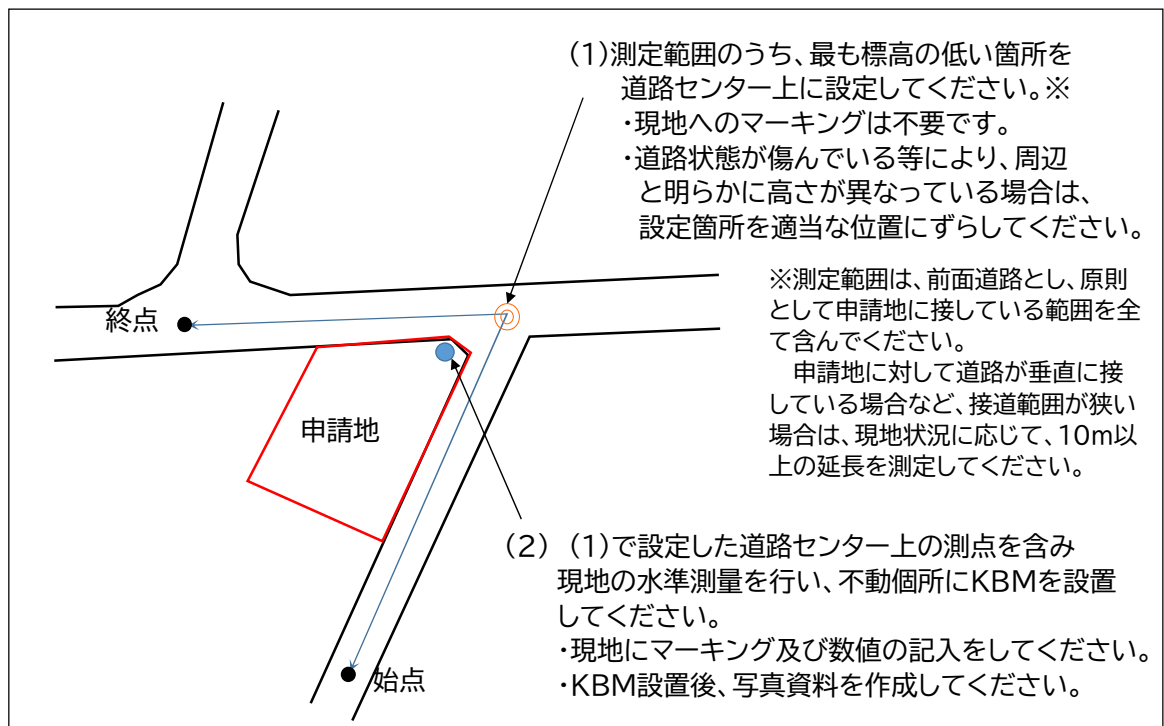 (1)測定範囲のうち、最も標高の低い箇所を
道路センター上に設定してください。※
・現地へのマーキングは不要です。
・道路状態が傷んでいる等により、周辺
と明らかに高さが異なっている場合は、
設定箇所を適当な位置にずらしてください。
※測定範囲は、前面道路とし、原則
として申請地に接している範囲を全
て含んでください。
申請地に対して道路が垂直に接
している場合など、接道範囲が狭い
場合は、現地状況に応じて、10m以
上の延長を測定してください。
終点
申請地
(2) (1)で設定した道路センター上の測点を含み
現地の水準測量を行い、不動個所にKBMを設置
してください。
・現地にマーキング及び数値の記入をしてください。
・KBM設置後、写真資料を作成してください。
始点